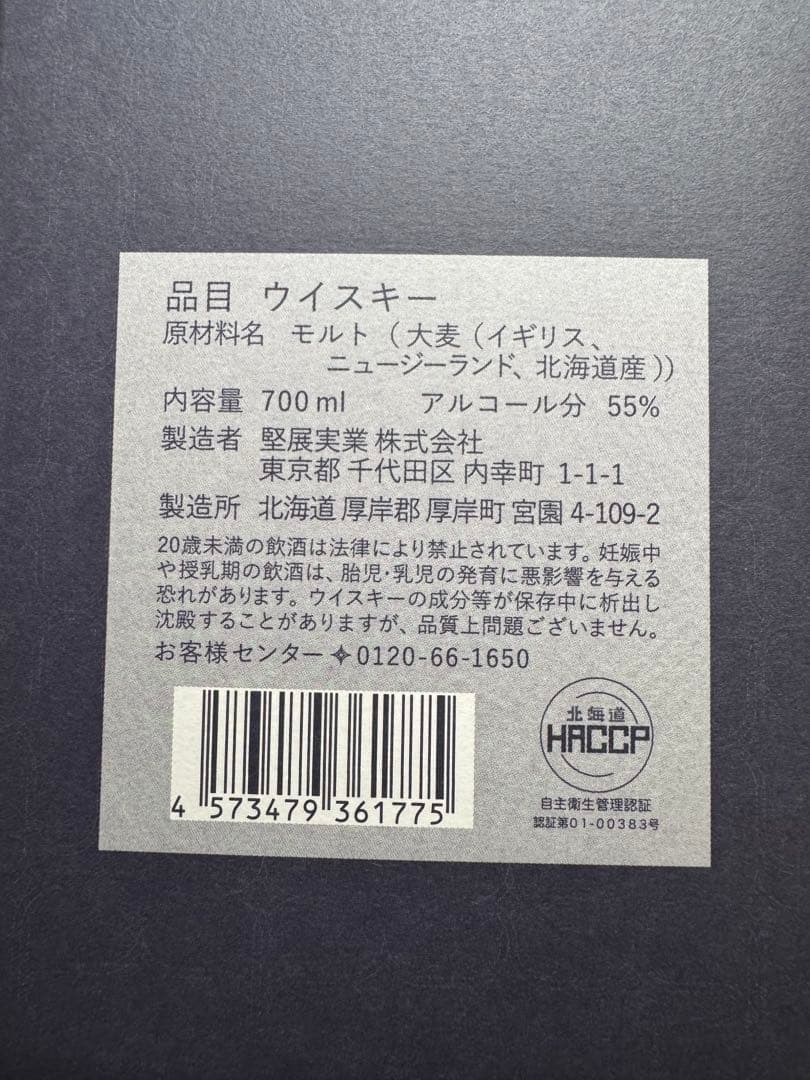 品目 ウイスキー
原材料名 モルト（大麦（イギリス、
ニュージーランド、北海道産））
内容量 700ml アルコール分 55%
製造者 堅展実業 株式会社
東京都 千代田区 内幸町 1-1-1
製造所 北海道 厚岸郡 厚岸町 宮園 4-109-2
20歳未満の飲酒は法律により禁止されています。妊娠中
や授乳期の飲酒は、胎児・乳児の発育に悪影響を与える
恐れがあります。ウイスキーの成分等が保存中に析出し
沈殿することがありますが、品質上問題ございません。
お客様センター✧0120-66-1650
4 573479 361775
北海道
HACCP
自主衛生管理認証
認証第01-00383号